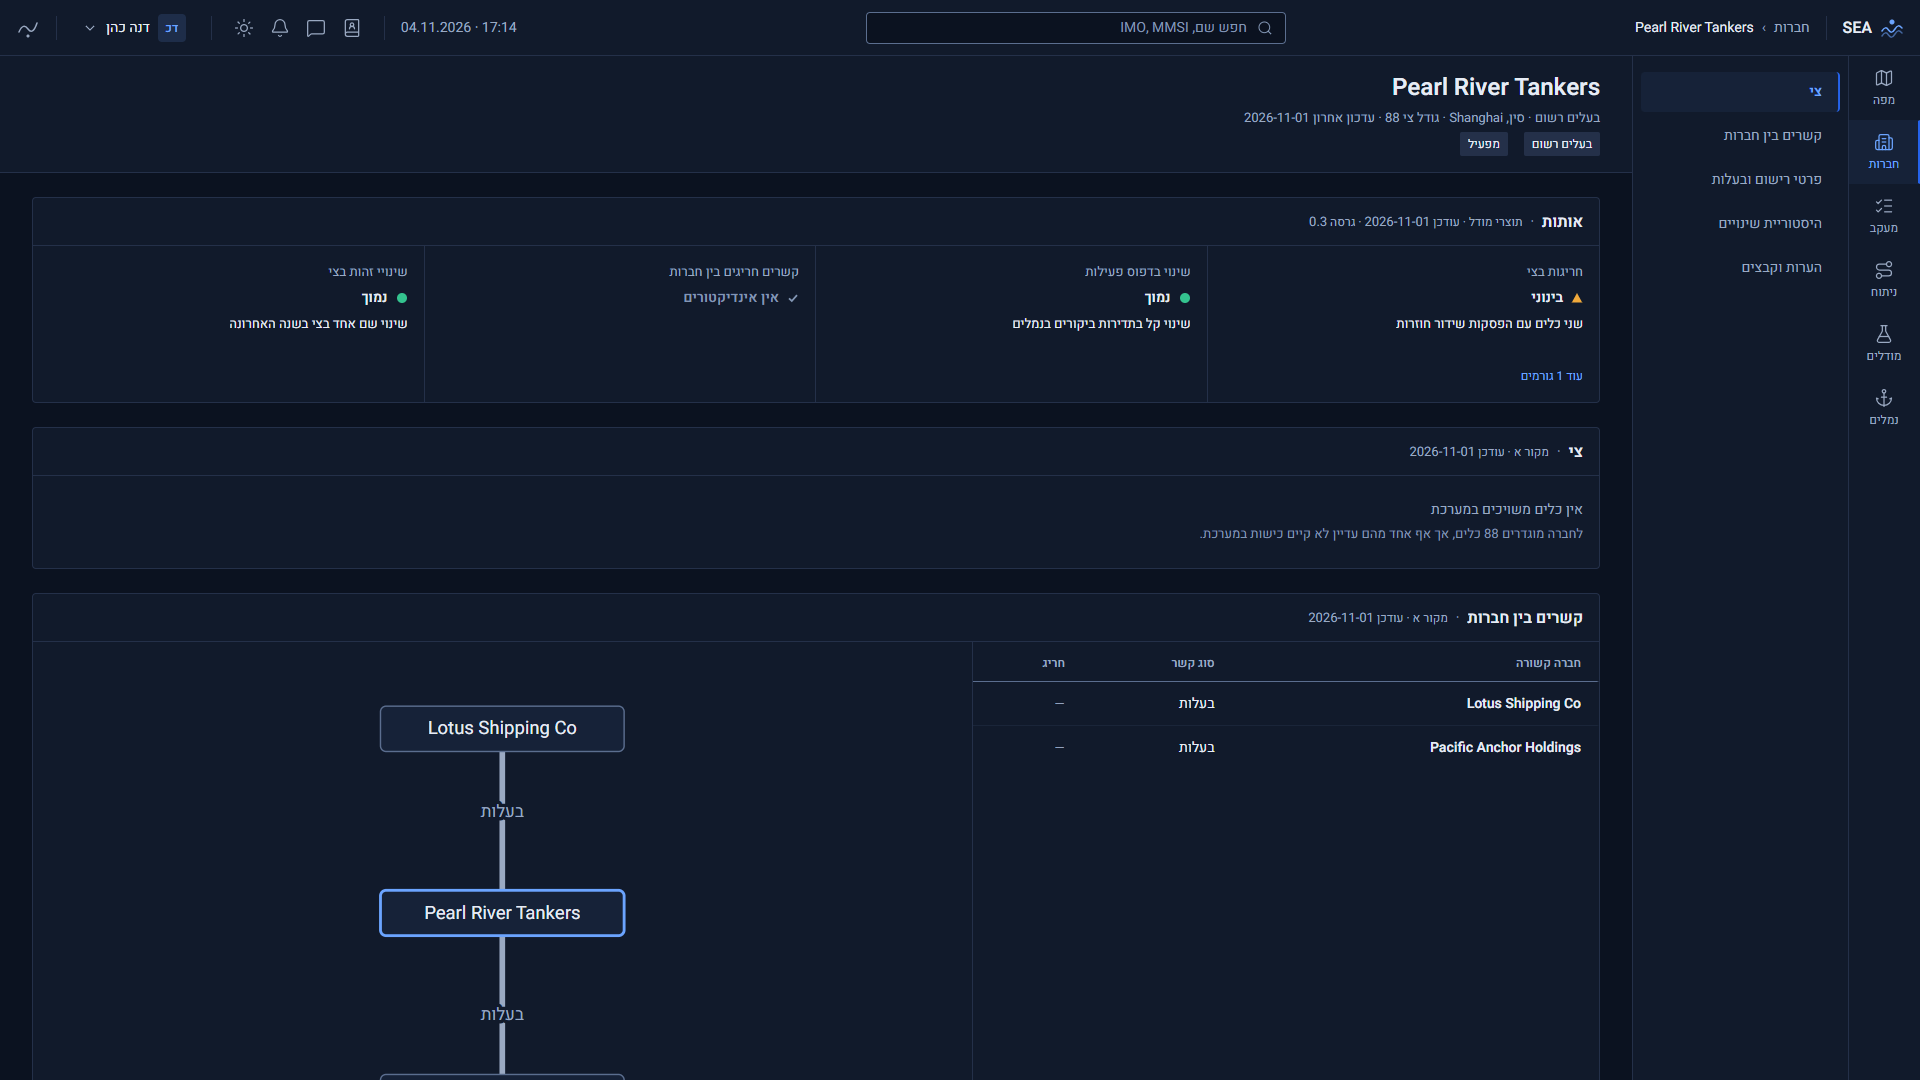 SEA
חברות › Pearl River Tankers
חפש שם, IMO, MMSI
04.11.2026 · 17:14
דכ
דנה כהן
מפה
חברות
מעקב
ניתוח
מודלים
נמלים
צי
קשרים בין חברות
פרטי רישום ובעלות
היסטוריית שינויים
הערות וקבצים
Pearl River Tankers
בעלים רשום · סין, Shanghai · גודל צי 88 · עדכון אחרון 2026-11-01
בעלים רשום
מפעיל
אותות · תוצרי מודל · עודכן 2026-11-01 · גרסה 0.3
חריגות בצי
בינוני
שני כלים עם הפסקות שידור חוזרות
עוד 1 גורמים
שינוי בדפוס פעילות
נמוך
שינוי קל בתדירות ביקורים בנמלים
קשרים חריגים בין חברות
אין אינדיקטורים
שינויי זהות בצי
נמוך
שינוי שם אחד בצי בשנה האחרונה
צי · מקור א · עודכן 2026-11-01
אין כלים משויכים במערכת
לחברה מוגדרים 88 כלים, אך אף אחד מהם עדיין לא קיים כישות במערכת.
קשרים בין חברות · מקור א · עודכן 2026-11-01
חברה קשורה סוג קשר חריג
Lotus Shipping Co בעלות —
Pacific Anchor Holdings בעלות —
Lotus Shipping Co
בעלות
Pearl River Tankers
בעלות